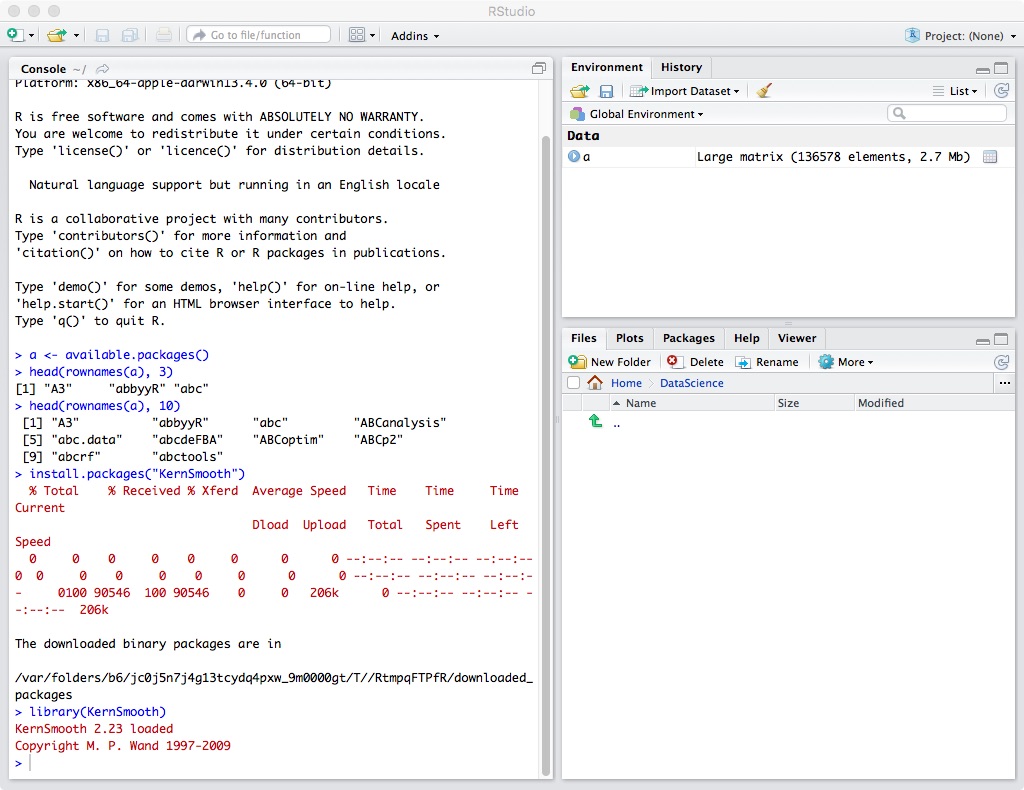 RStudio
Go to file/function
Addins
Project: (None)
Console ~/
Platform: x86_64-apple-darwin13.4.0 (64-bit)
R is free software and comes with ABSOLUTELY NO WARRANTY.
You are welcome to redistribute it under certain conditions.
Type 'license()' or 'licence()' for distribution details.
Natural language support but running in an English locale
R is a collaborative project with many contributors.
Type 'contributors()' for more information and
'citation()' on how to cite R or R packages in publications.
Type 'demo()' for some demos, 'help()' for on-line help, or
'help.start()' for an HTML browser interface to help.
Type 'q()' to quit R.
> a <- available.packages()
> head(rownames(a), 3)
[1] "A3"     "abbyyR" "abc"
> head(rownames(a), 10)
[1] "A3"          "abbyyR"      "abc"         "ABCanalysis"
[5] "abc.data"    "abcdeFBA"    "ABCoptim"    "ABCp2"
[9] "abcrf"       "abctools"
> install.packages("KernSmooth")
% Total    % Received % Xferd  Average Speed   Time    Time     Time
Current
Dload  Upload   Total   Spent    Left
Speed
0     0    0     0    0     0      0      0 --:--:-- --:--:-- --:--:--
0  0     0    0     0    0     0      0      0 --:--:-- --:--:-- --:--:-
-     0100 90546  100 90546    0     0   206k      0 --:--:-- --:--:-- -
-:--:--  206k
The downloaded binary packages are in
/var/folders/b6/jc0j5n7j4g13tcydq4pxw_9m0000gt/T//RtmpqFTPfR/downloaded_
packages
> library(KernSmooth)
KernSmooth 2.23 loaded
Copyright M. P. Wand 1997-2009
>
Environment History
Import Dataset List
Global Environment
Data
a Large matrix (136578 elements, 2.7 Mb)
Files Plots Packages Help Viewer
New Folder Delete Rename More
Home DataScience ...
Name Size Modified
..